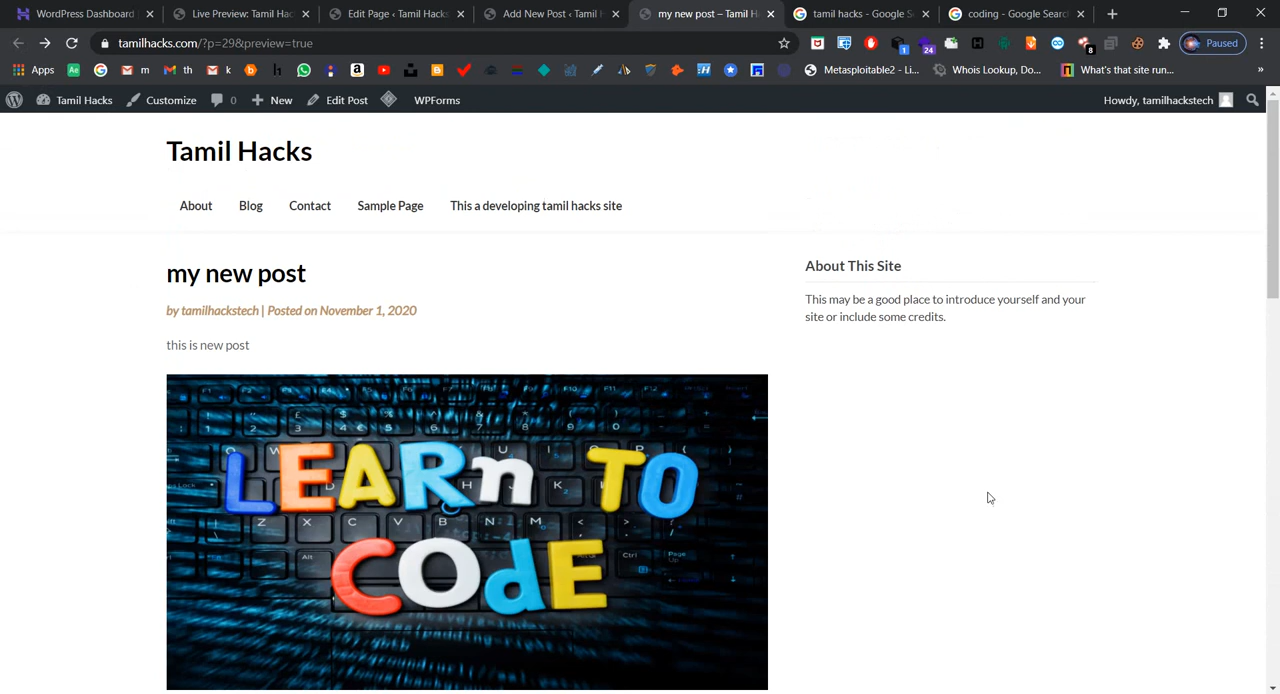 WordPress Dashboard
Live Preview: Tamil Hac
Edit Page ‹ Tamil Hacks
Add New Post ‹ Tamil H
my new post – Tamil H
tamil hacks - Google S
coding - Google Search
tamilhacks.com/?p=29&preview=true
Paused
Apps
m
th
k
Metasploitable2 - Li...
Whois Lookup, Do...
What's that site run...
Tamil Hacks
Customize
0
New
Edit Post
WPForms
Howdy, tamilhackstech
Tamil Hacks
About
Blog
Contact
Sample Page
This a developing tamil hacks site
my new post
by tamilhackstech | Posted on November 1, 2020
this is new post
LEARn TO
CodE
About This Site
This may be a good place to introduce yourself and your
site or include some credits.